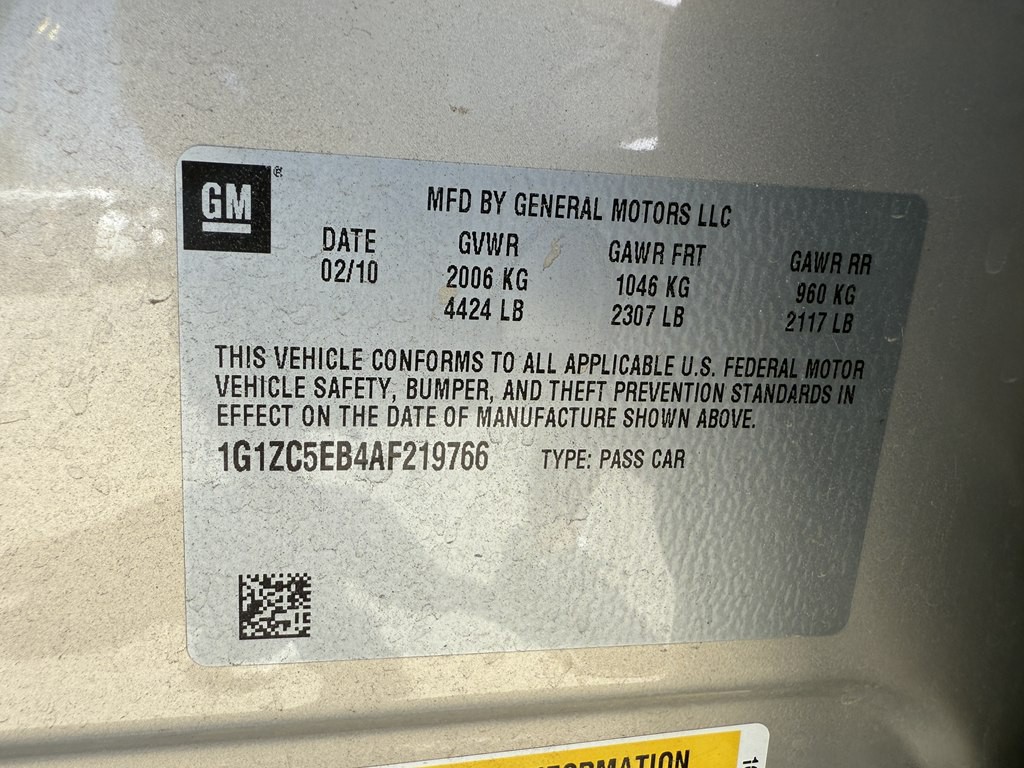 GM ®
MFD BY GENERAL MOTORS LLC
DATE GVWR GAWR FRT GAWR RR
02/10 2006 KG 1046 KG 960 KG
4424 LB 2307 LB 2117 LB
THIS VEHICLE CONFORMS TO ALL APPLICABLE U.S. FEDERAL MOTOR
VEHICLE SAFETY, BUMPER, AND THEFT PREVENTION STANDARDS IN
EFFECT ON THE DATE OF MANUFACTURE SHOWN ABOVE.
1G1ZC5EB4AF219766 TYPE: PASS CAR